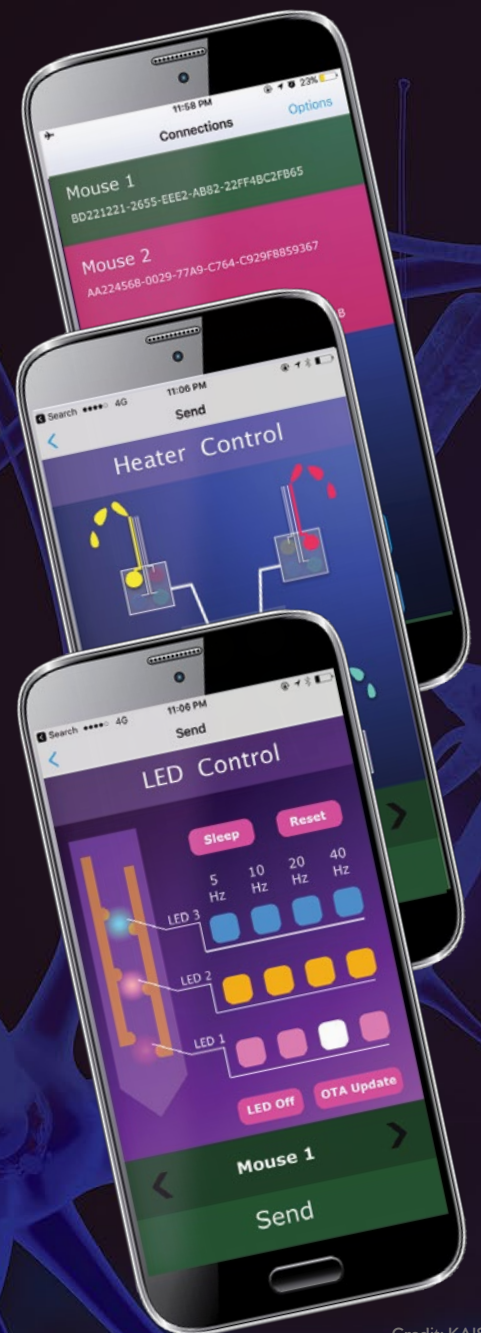 11:58 PM
23%
Connections
Options
Mouse 1
BD221221-2655-EEE2-AB82-22FF4BC2FB65
Mouse 2
AA224568-0029-77A9-C764-C929F8859367
B
Search 4G
11:06 PM
Send
Heater Control
Search 4G
11:06 PM
Send
LED Control
Sleep
Reset
5 10 20 40
Hz Hz Hz Hz
LED 3
LED 2
LED 1
LED Off
OTA Update
Mouse 1
Send